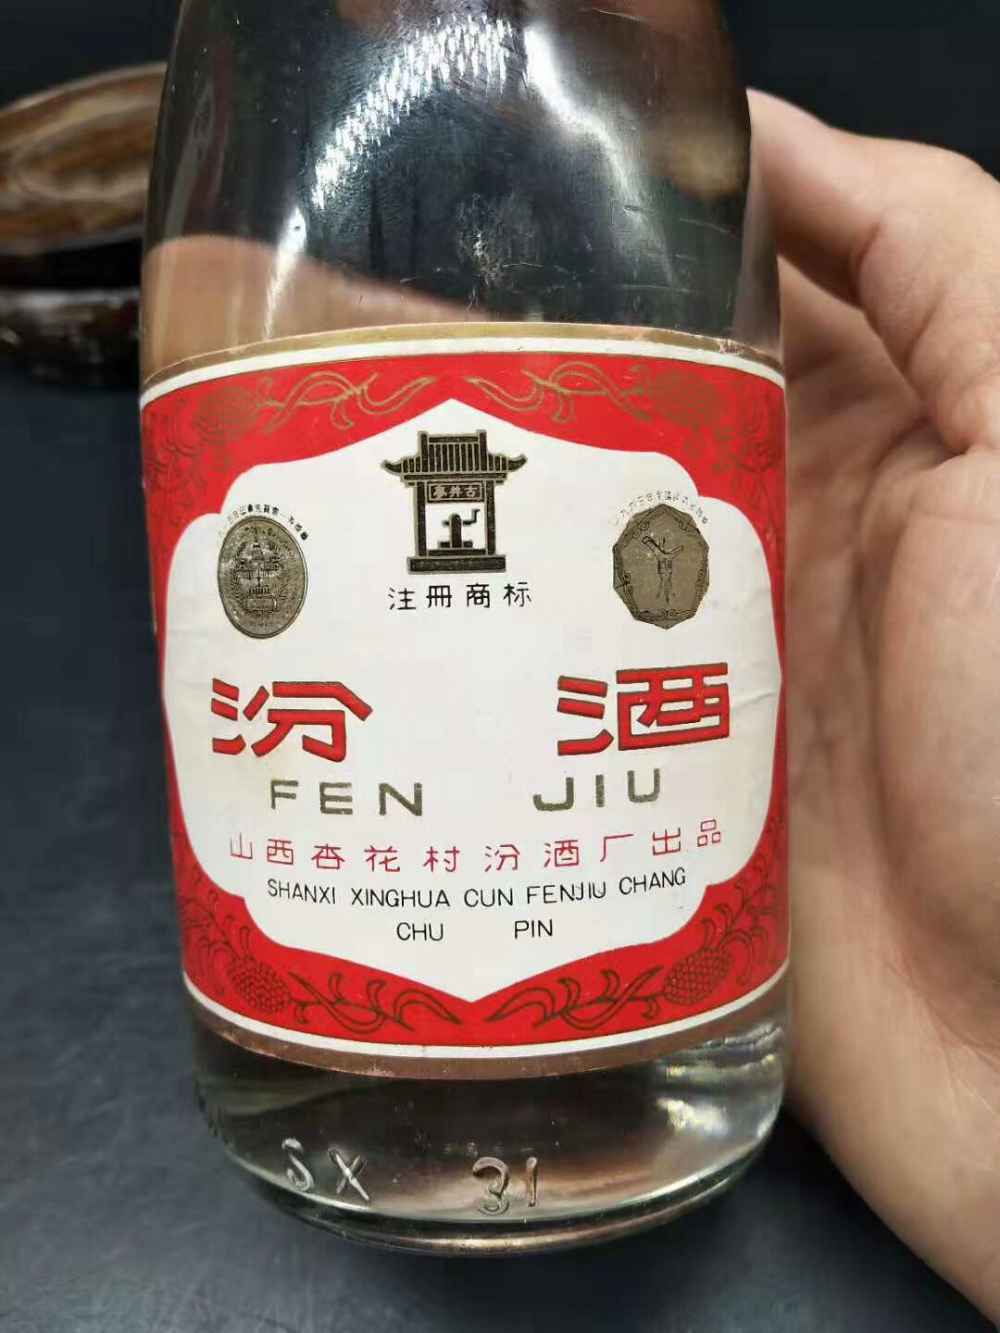 古井亭
注冊商标
汾酒
FEN JIU
山西杏花村汾酒厂出品
SHANXI XINGHUA CUN FENJIU CHANG
CHU PIN
SX 31